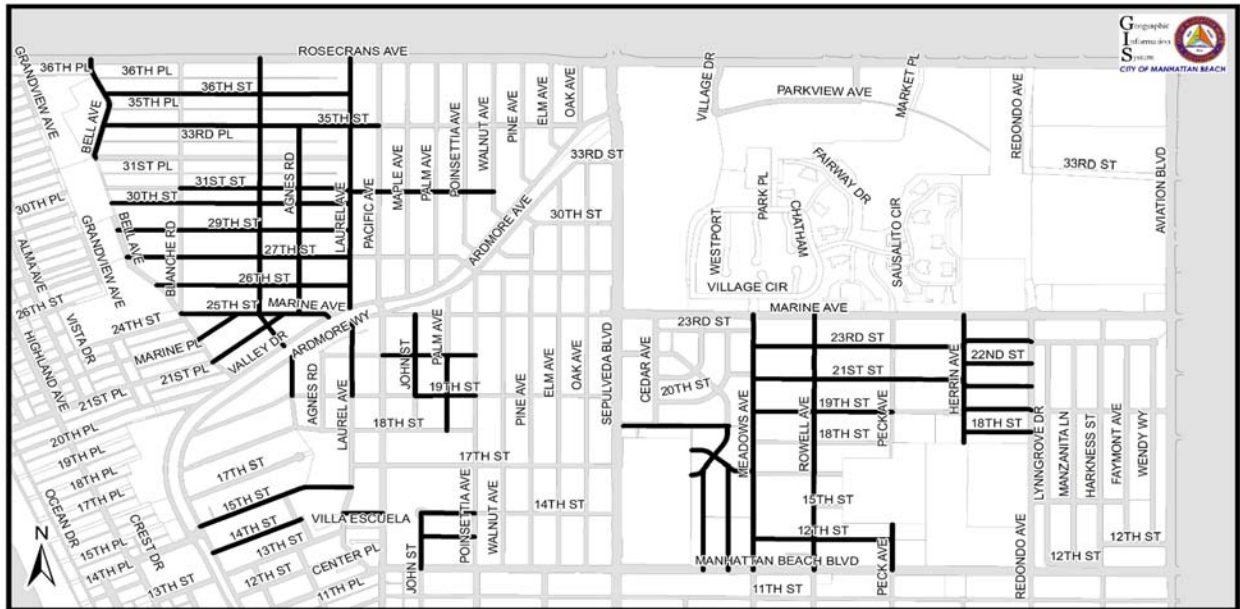 Geographic
Information
System
CITY OF MANHATTAN BEACH
ROSECRANS AVE
GRANDVIEW AVE
36TH PL
36TH PL
36TH ST
35TH PL
35TH ST
33RD PL
BELL AVE
31ST PL
31ST ST
30TH ST
30TH PL
29TH ST
27TH ST
26TH ST
25TH ST
MARINE AVE
AGNES RD
LAUREL AVE
PACIFIC AVE
MAPLE AVE
PALM AVE
POINSETTIA AVE
WALNUT AVE
PINE AVE
ELM AVE
OAK AVE
33RD ST
30TH ST
ARDMORE AVE
VILLAGE DR
PARKVIEW AVE
MARKET PL
REDONDO AVE
33RD ST
AVIATION BLVD
FAIRWAY DR
PARK PL
CHATHAM
WESTPORT
SAUSALITO CIR
VILLAGE CIR
MARINE AVE
BELL AVE
BLANCHE RD
GRANDVIEW AVE
ALMA AVE
26TH ST
VISTA DR
24TH ST
MARINE PL
VALLEY DR
ARDMORE WY
HIGHLAND AVE
21ST PL
21ST PL
20TH PL
19TH PL
18TH PL
17TH PL
OCEAN DR
15TH PL
14TH PL
13TH ST
CREST DR
AGNES RD
LAUREL AVE
JOHN ST
PALM AVE
19TH ST
18TH ST
17TH ST
PINE AVE
ELM AVE
OAK AVE
SEPULVEDA BLVD
17TH ST
15TH ST
14TH ST
13TH ST
12TH ST
CENTER PL
11TH PL
VILLA ESCUELA
JOHN ST
POINSETTIA AVE
WALNUT AVE
14TH ST
23RD ST
CEDAR AVE
20TH ST
MEADOWS AVE
ROWELL AVE
23RD ST
21ST ST
19TH ST
18TH ST
PECK AVE
15TH ST
12TH ST
MANHATTAN BEACH BLVD
11TH ST
PECK AVE
HERRIN AVE
22ND ST
18TH ST
LYNNGROVE DR
MANZANITA LN
HARKNESS ST
FAYMONT AVE
WENDY WY
REDONDO AVE
12TH ST
12TH ST
N